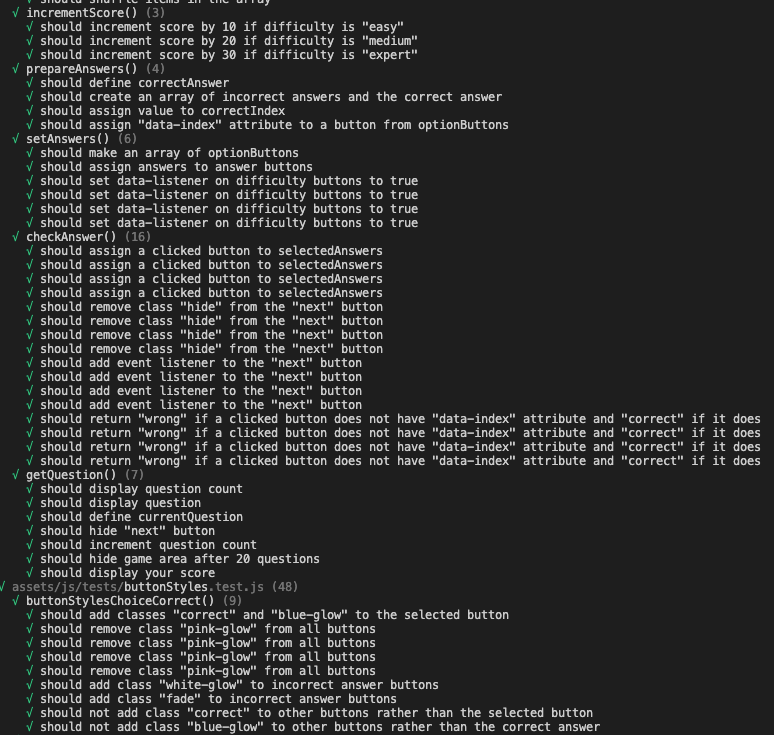 √ should shuffle items in the array
√ incrementScore() (3)
√ should increment score by 10 if difficulty is "easy"
√ should increment score by 20 if difficulty is "medium"
√ should increment score by 30 if difficulty is "expert"
√ prepareAnswers() (4)
√ should define correctAnswer
√ should create an array of incorrect answers and the correct answer
√ should assign value to correctIndex
√ should assign "data-index" attribute to a button from optionButtons
√ setAnswers() (6)
√ should make an array of optionButtons
√ should assign answers to answer buttons
√ should set data-listener on difficulty buttons to true
√ should set data-listener on difficulty buttons to true
√ should set data-listener on difficulty buttons to true
√ should set data-listener on difficulty buttons to true
√ checkAnswer() (16)
√ should assign a clicked button to selectedAnswers
√ should assign a clicked button to selectedAnswers
√ should assign a clicked button to selectedAnswers
√ should assign a clicked button to selectedAnswers
√ should remove class "hide" from the "next" button
√ should remove class "hide" from the "next" button
√ should remove class "hide" from the "next" button
√ should remove class "hide" from the "next" button
√ should add event listener to the "next" button
√ should add event listener to the "next" button
√ should add event listener to the "next" button
√ should add event listener to the "next" button
√ should return "wrong" if a clicked button does not have "data-index" attribute and "correct" if it does
√ should return "wrong" if a clicked button does not have "data-index" attribute and "correct" if it does
√ should return "wrong" if a clicked button does not have "data-index" attribute and "correct" if it does
√ should return "wrong" if a clicked button does not have "data-index" attribute and "correct" if it does
√ getQuestion() (7)
√ should display question count
√ should display question
√ should define currentQuestion
√ should hide "next" button
√ should increment question count
√ should hide game area after 20 questions
√ should display your score
√ assets/js/tests/buttonStyles.test.js (48)
√ buttonStylesChoiceCorrect() (9)
√ should add classes "correct" and "blue-glow" to the selected button
√ should remove class "pink-glow" from all buttons
√ should remove class "pink-glow" from all buttons
√ should remove class "pink-glow" from all buttons
√ should remove class "pink-glow" from all buttons
√ should add class "white-glow" to incorrect answer buttons
√ should add class "fade" to incorrect answer buttons
√ should not add class "correct" to other buttons rather than the selected button
√ should not add class "blue-glow" to other buttons rather than the correct answer